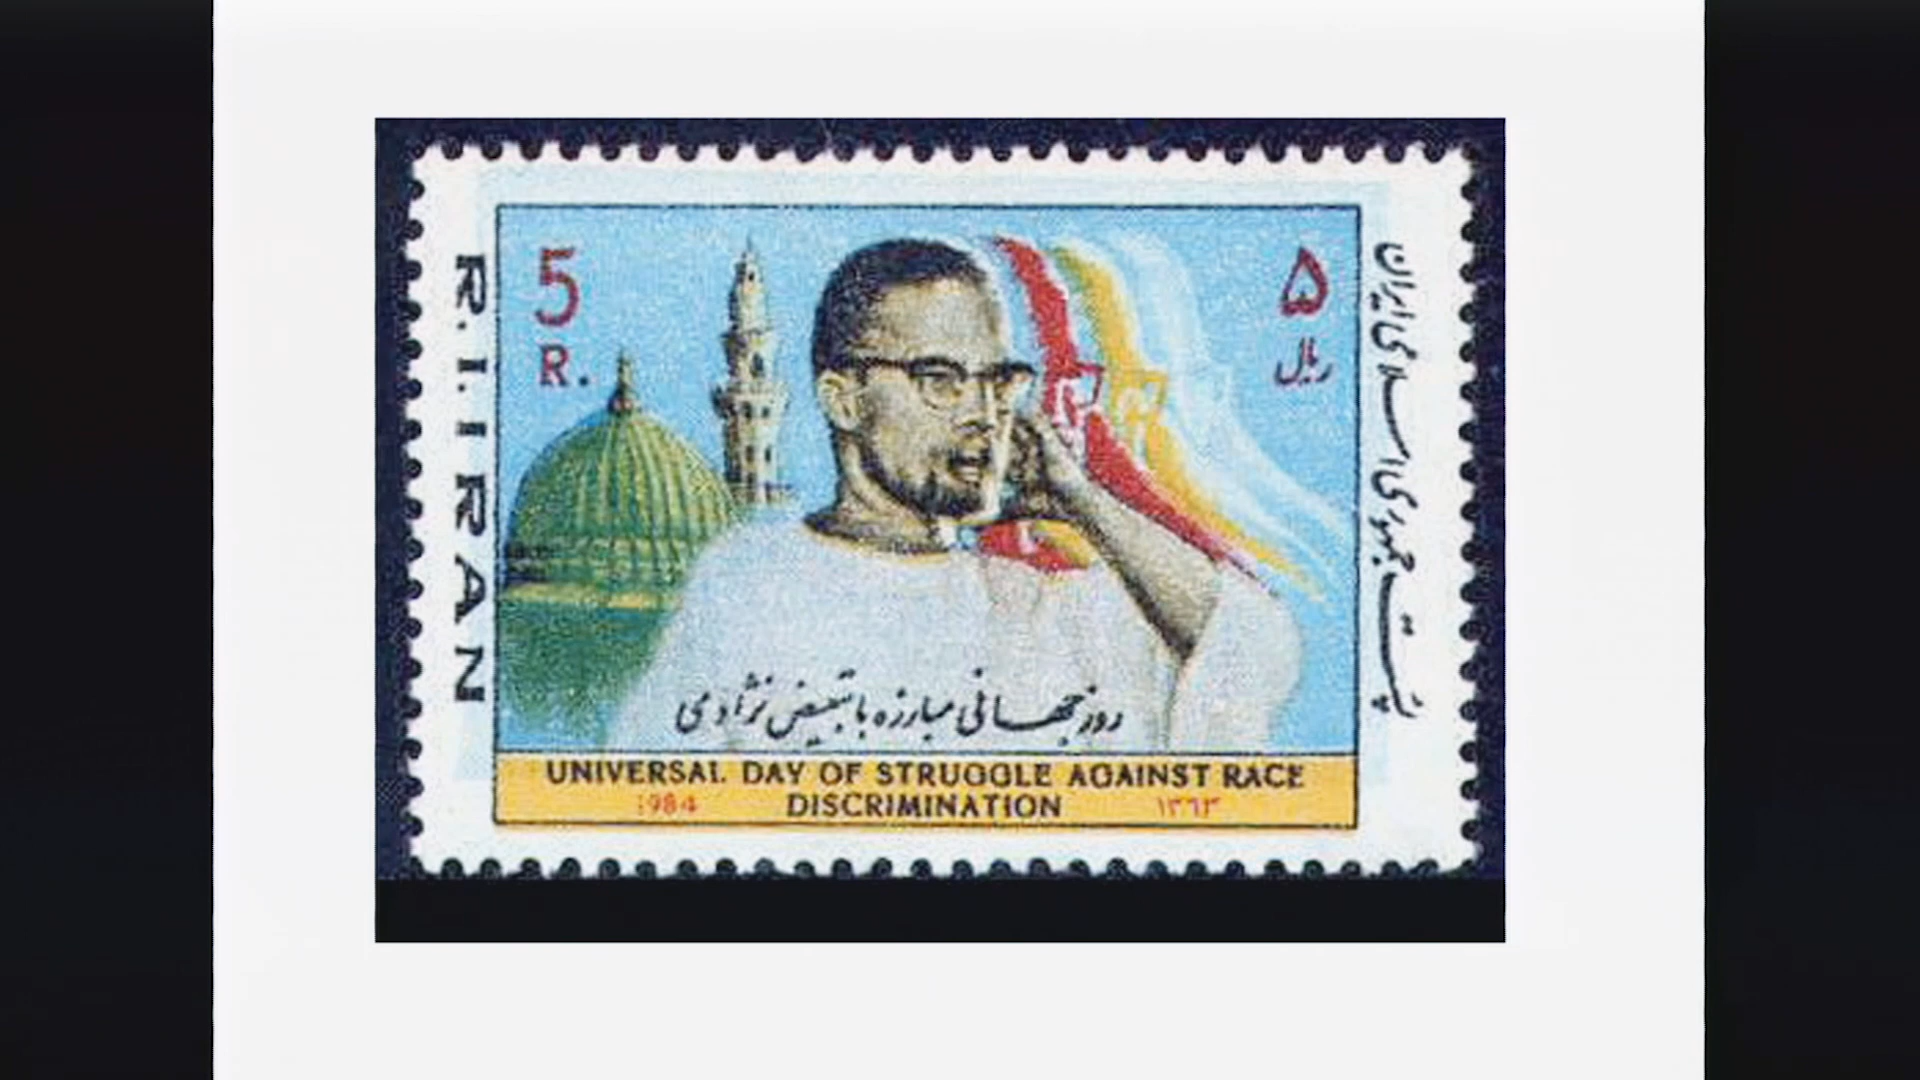 R.I.IRAN
5
R.
۵
ریال
پست جمهوری اسلامی ایران
روز جهانی مبارزه با تبعیض نژادی
UNIVERSAL DAY OF STRUGGLE AGAINST RACE
1984 DISCRIMINATION ۱۳۶۳